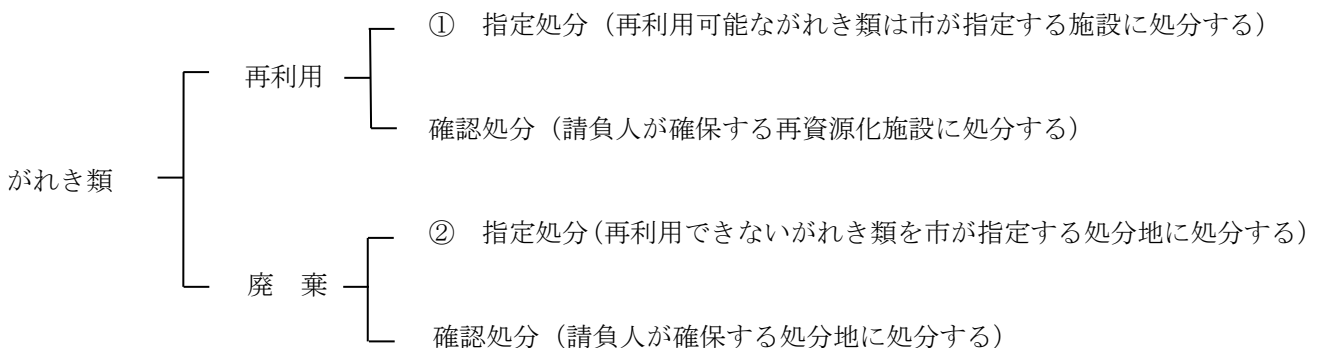 ① 指定処分（再利用可能ながれき類は市が指定する施設に処分する）
再利用
確認処分（請負人が確保する再資源化施設に処分する）
がれき類
② 指定処分（再利用できないがれき類を市が指定する処分地に処分する）
廃　棄
確認処分（請負人が確保する処分地に処分する）